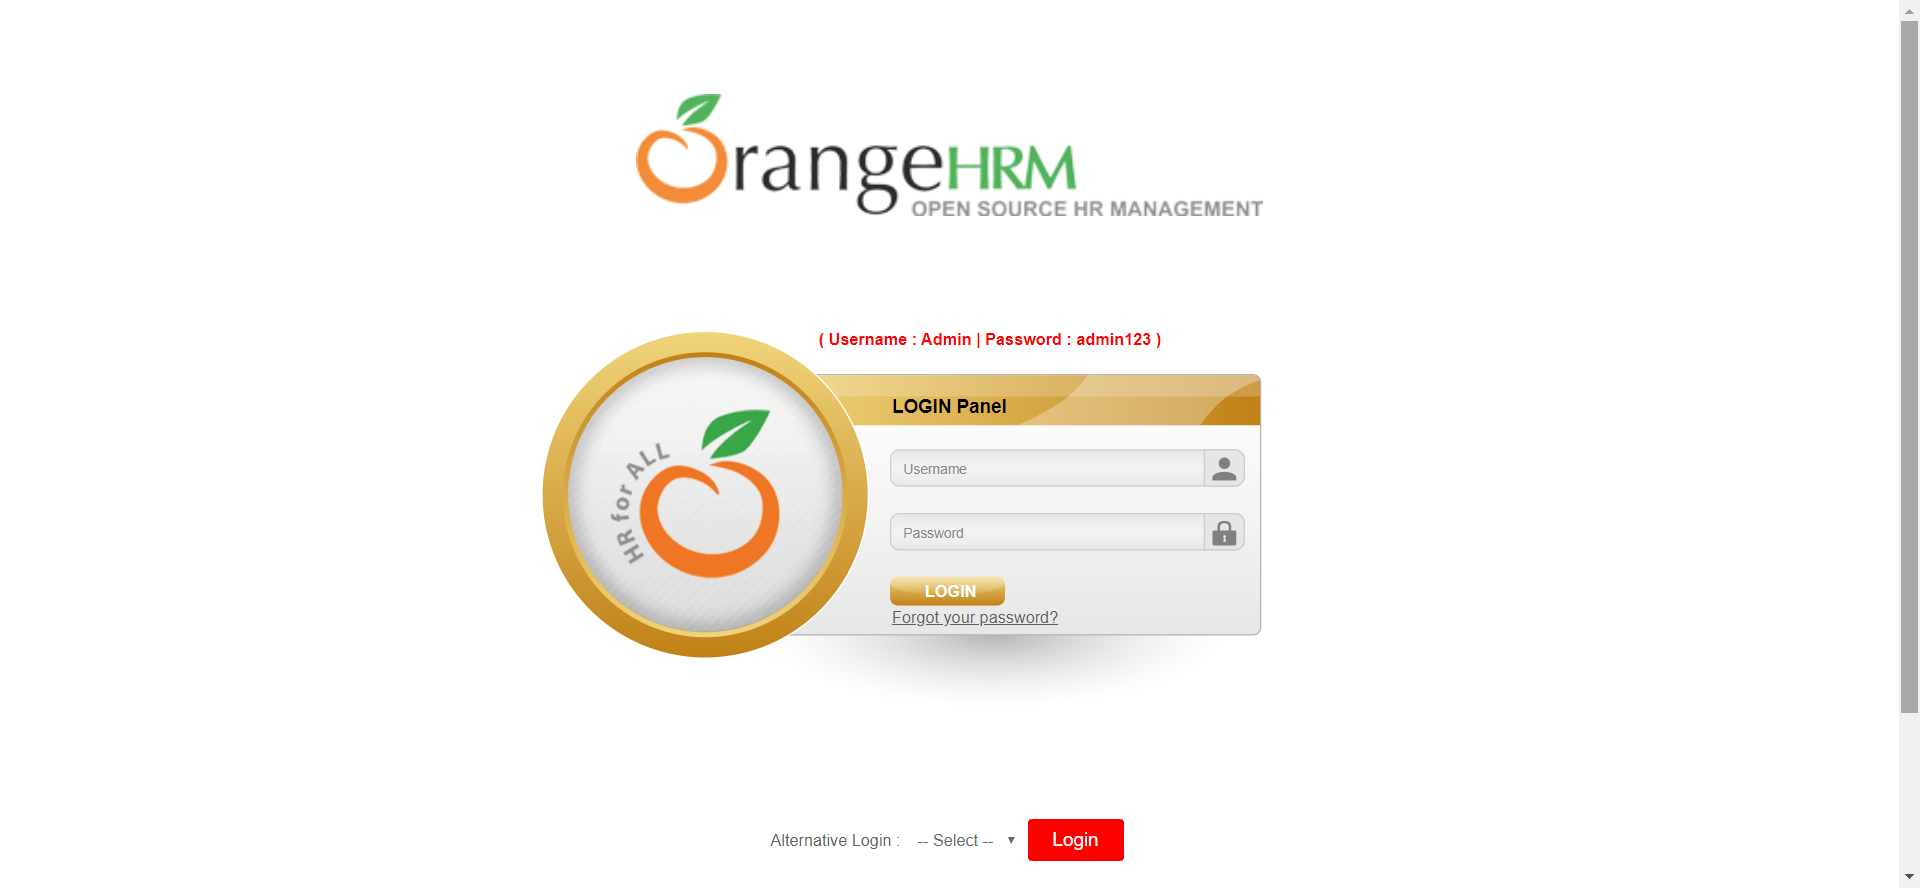 OrangeHRM
OPEN SOURCE HR MANAGEMENT
( Username : Admin | Password : admin123 )
HR for ALL
LOGIN Panel
Username
Password
LOGIN
Forgot your password?
Alternative Login : -- Select -- Login